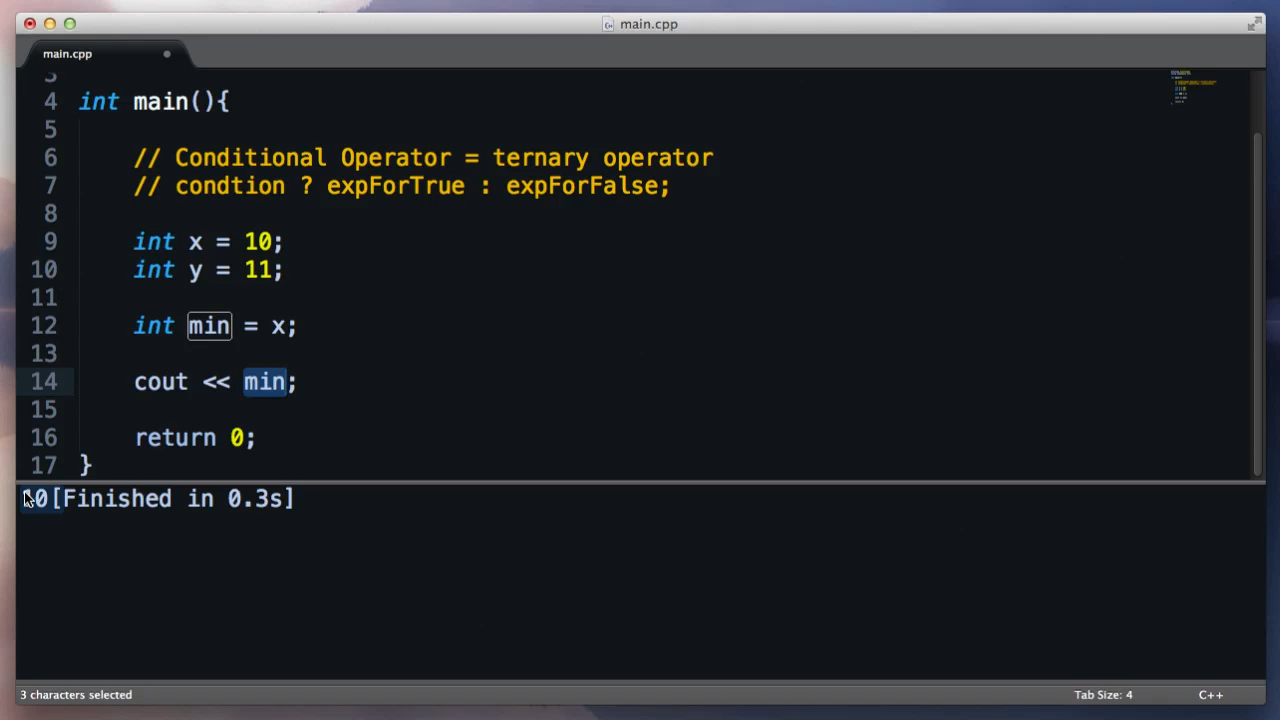 main.cpp
main.cpp
4 int main(){
5
6 // Conditional Operator = ternary operator
7 // condtion ? expForTrue : expForFalse;
8
9 int x = 10;
10 int y = 11;
11
12 int min = x;
13
14 cout << min;
15
16 return 0;
17 }
10[Finished in 0.3s]
3 characters selected Tab Size: 4 C++